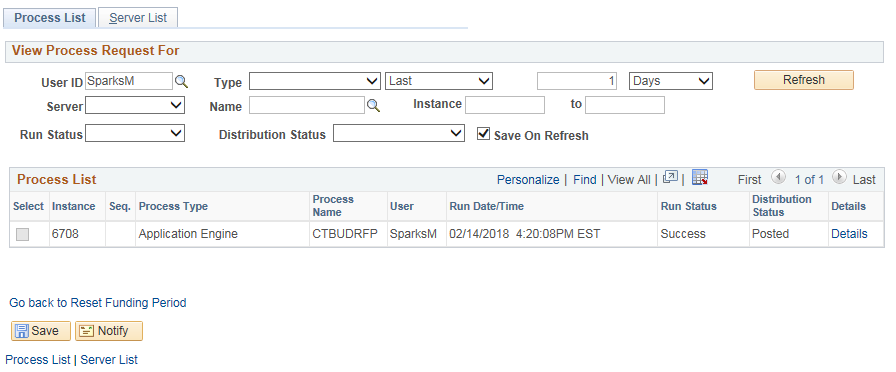 Process List Server List
View Process Request For
User ID SparksM Type Last 1 Days Refresh
Server Name Instance to
Run Status Distribution Status Save On Refresh
Process List Personalize | Find | View All | | First 1 of 1 Last
Select Instance Seq. Process Type Process Name User Run Date/Time Run Status Distribution Status Details
6708 Application Engine CTBUDRFP SparksM 02/14/2018 4:20:08PM EST Success Posted Details
Go back to Reset Funding Period
Save Notify
Process List | Server List